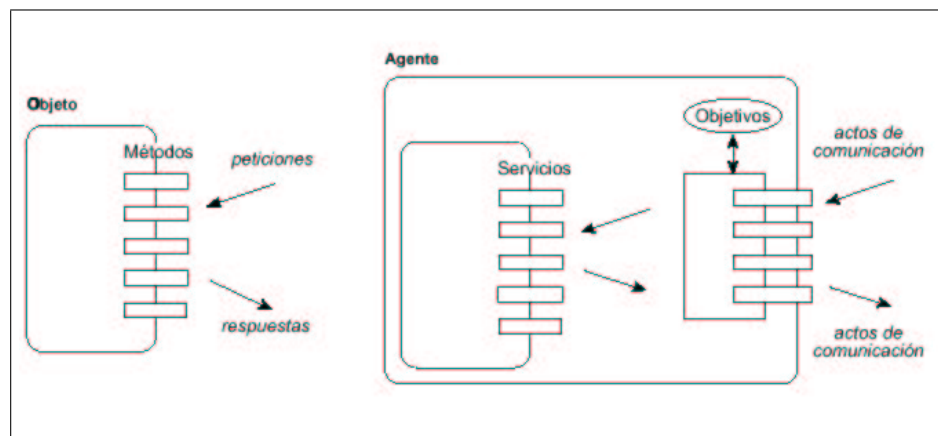 Objeto
Métodos
peticiones
respuestas
Agente
Servicios
Objetivos
actos de
comunicación
actos de
comunicación